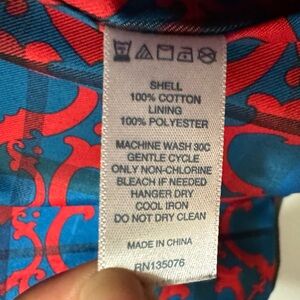 SHELL
100% COTTON
LINING
100% POLYESTER
MACHINE WASH 30C
GENTLE CYCLE
ONLY NON-CHLORINE
BLEACH IF NEEDED
HANGER DRY
COOL IRON
DO NOT DRY CLEAN
MADE IN CHINA
RN135076